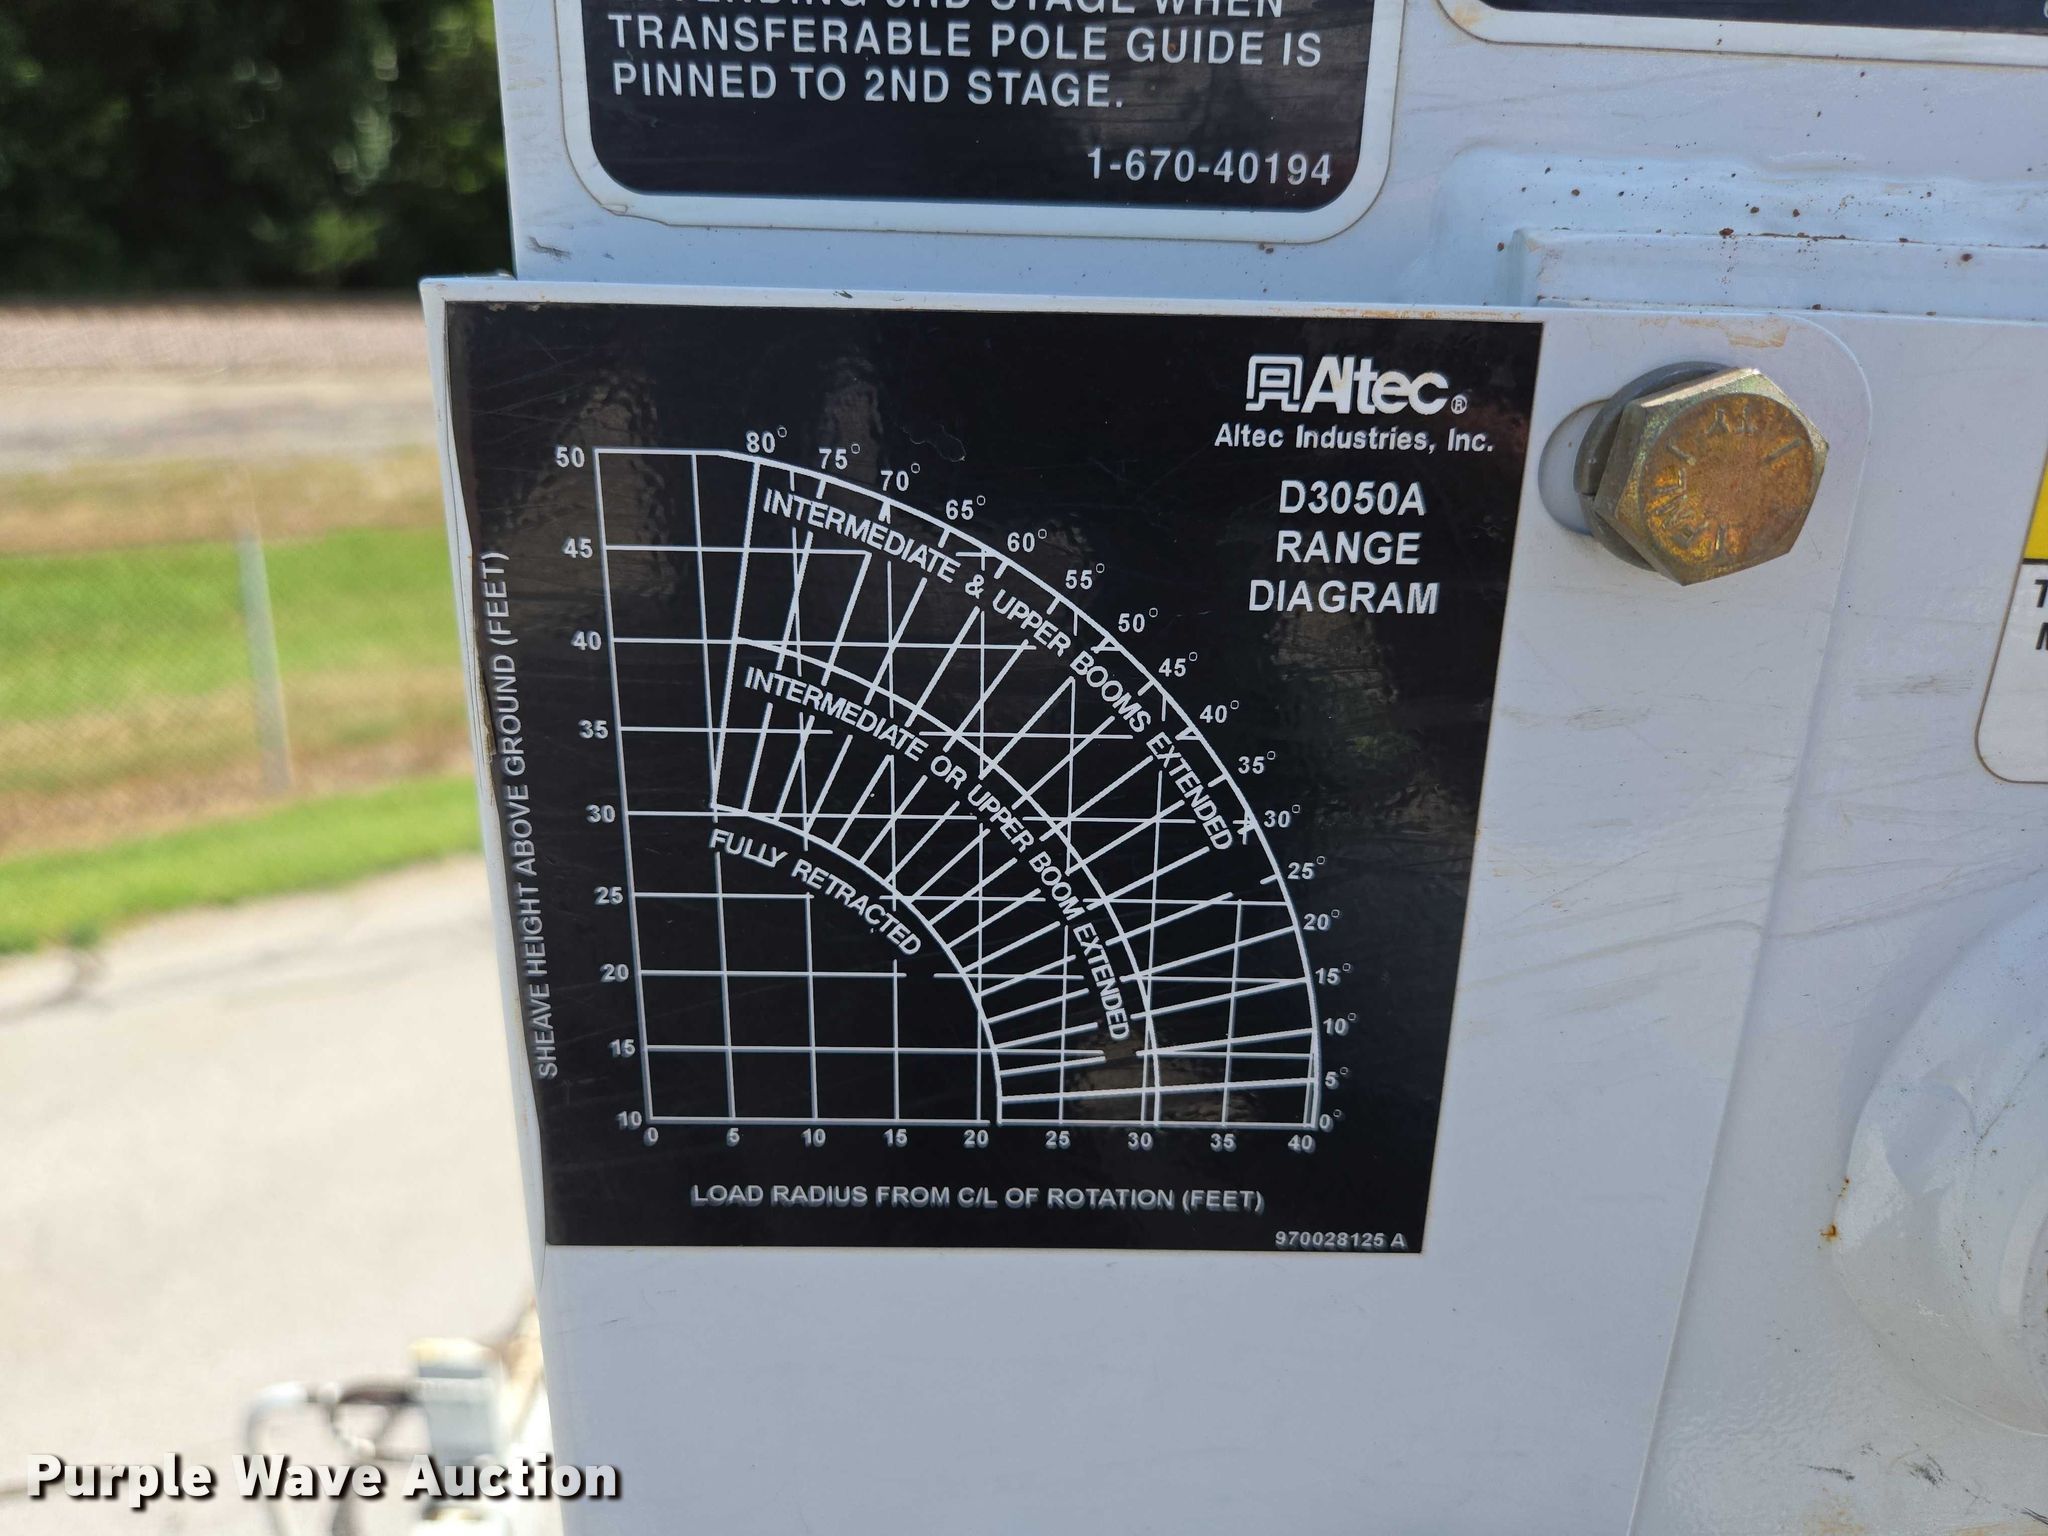 3RD STAGE WHEN
TRANSFERABLE POLE GUIDE IS
PINNED TO 2ND STAGE.
1-670-40194
Altec®
Altec Industries, Inc.
D3050A
RANGE
DIAGRAM
SHEAVE HEIGHT ABOVE GROUND (FEET)
50
45
40
35
30
25
20
15
10
80°
75°
70°
65°
60°
55°
50°
45°
40°
35°
30°
25°
20°
15°
10°
5°
0°
INTERMEDIATE & UPPER BOOMS EXTENDED
INTERMEDIATE OR UPPER BOOM EXTENDED
FULLY RETRACTED
0 5 10 15 20 25 30 35 40
LOAD RADIUS FROM C/L OF ROTATION (FEET)
970028125 A
Purple Wave Auction